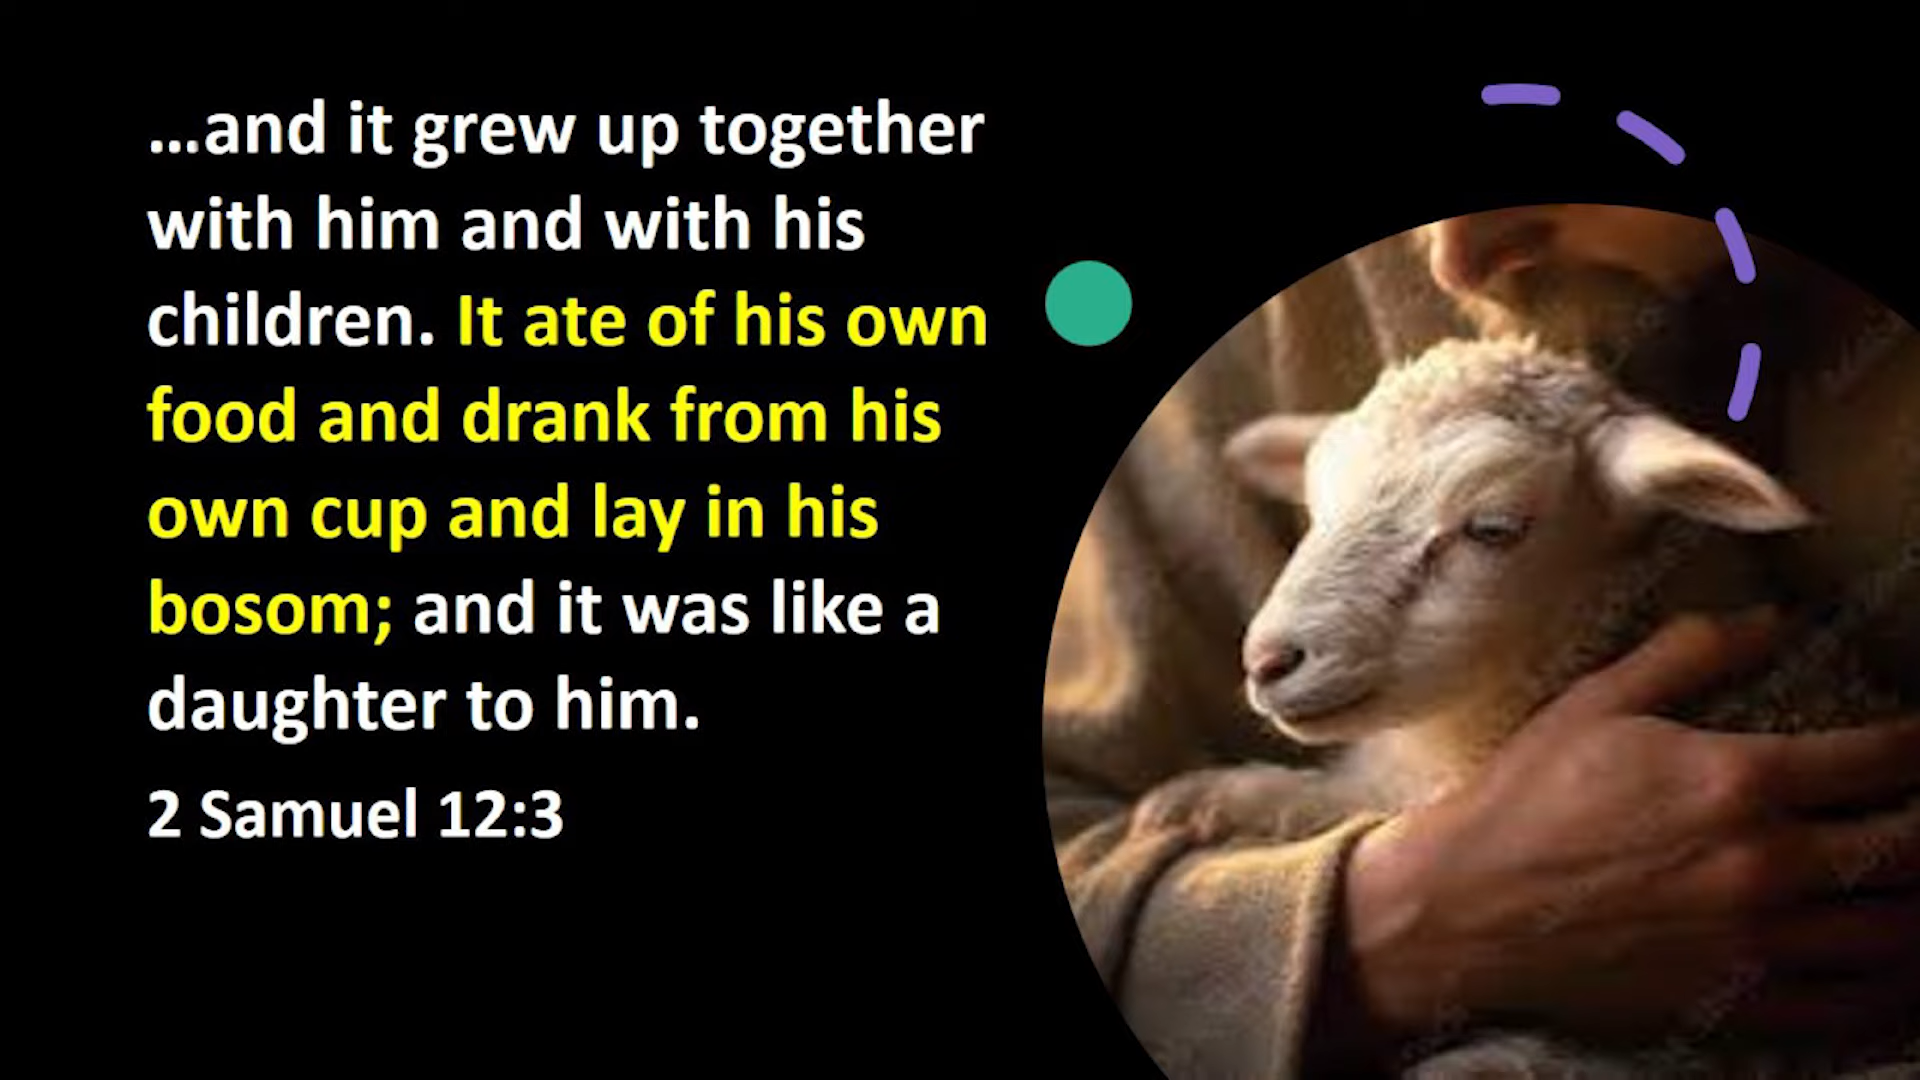 …and it grew up together
with him and with his
children. It ate of his own
food and drank from his
own cup and lay in his
bosom; and it was like a
daughter to him.
2 Samuel 12:3